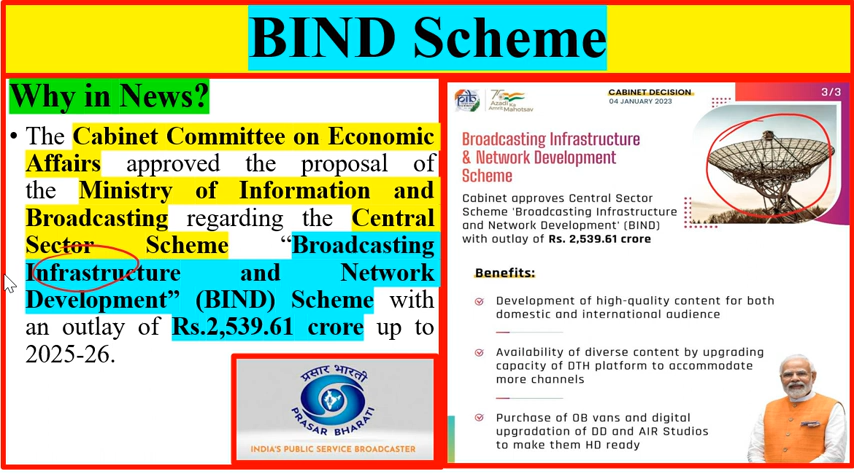 BIND Scheme
Why in News?
• The Cabinet Committee on Economic
Affairs approved the proposal of
the Ministry of Information and
Broadcasting regarding the Central
Sector Scheme “Broadcasting
Infrastructure and Network
Development” (BIND) Scheme with
an outlay of Rs.2,539.61 crore up to
2025-26.
प्रसार भारती
PRASAR BHARATI
INDIA'S PUBLIC SERVICE BROADCASTER
Azadi Ka
Amrit Mahotsav
CABINET DECISION
04 JANUARY 2023
3/3
Broadcasting Infrastructure
& Network Development
Scheme
Cabinet approves Central Sector
Scheme 'Broadcasting Infrastructure
and Network Development' (BIND)
with outlay of Rs. 2,539.61 crore
Benefits:
Development of high-quality content for both
domestic and international audience
Availability of diverse content by upgrading
capacity of DTH platform to accommodate
more channels
Purchase of OB vans and digital
upgradation of DD and AIR Studios
to make them HD ready